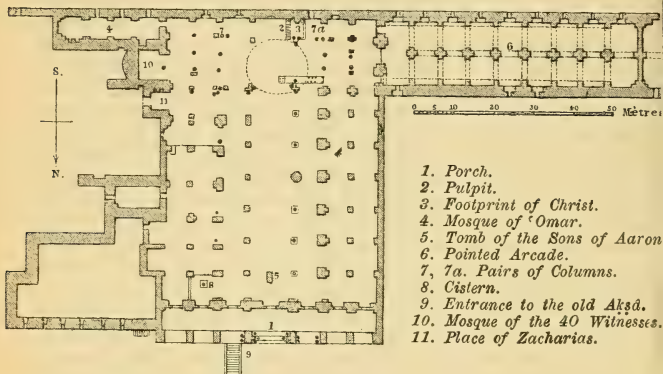 2 3 7a
4
7
6
10
S.
11
0 5 10 20 30 40 50 Mètres
N.
1. Porch.
2. Pulpit.
3. Footprint of Christ.
4. Mosque of ʿOmar.
5. Tomb of the Sons of Aaron
6. Pointed Arcade.
7, 7a. Pairs of Columns.
8. Cistern.
9. Entrance to the old Aḳṣâ.
10. Mosque of the 40 Witnesses.
11. Place of Zacharias.
5
8
1
9